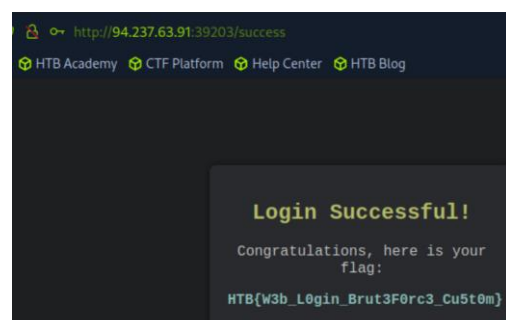 http://94.237.63.91:39203/success
HTB Academy CTF Platform Help Center HTB Blog
Login Successful!
Congratulations, here is your
flag:
HTB{W3b_L0gin_Brut3F0rc3_Cu5t0m}